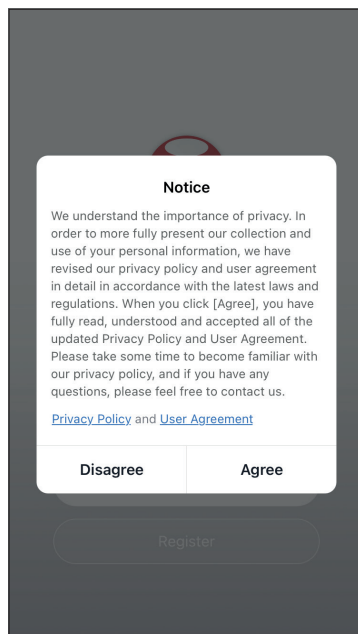 Notice
We understand the importance of privacy. In
order to more fully present our collection and
use of your personal information, we have
revised our privacy policy and user agreement
in detail in accordance with the latest laws and
regulations. When you click [Agree], you have
fully read, understood and accepted all of the
updated Privacy Policy and User Agreement.
Please take some time to become familiar with
our privacy policy, and if you have any
questions, please feel free to contact us.
Privacy Policy and User Agreement
Disagree Agree
Register